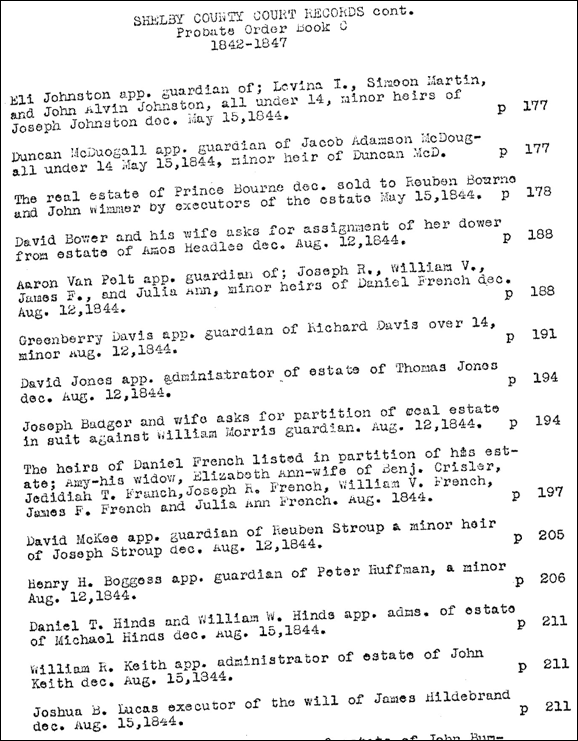 SHELBY COUNTY COURT RECORDS cont.
Probate Order Book C
1842-1847
Eli Johnston app. guardian of; Lovina I., Simeon Martin,
and John Alvin Johnston, all under 14, minor heirs of
Joseph Johnston dec. May 15,1844. p 177
Duncan McDuogall app. guardian of Jacob Adamson McDoug-
all under 14 May 15,1844, minor heir of Duncan McD. p 177
The real estate of Prince Bourne dec. sold to Reuben Bourne
and John Wimmer by executors of the estate May 15,1844. p 178
David Bower and his wife asks for assignment of her dower
from estate of Amos Headlee dec. Aug. 12,1844. p 188
Aaron Van Pelt app. guardian of; Joseph R., William V.,
James F., and Julia Ann, minor heirs of Daniel French dec.
Aug. 12,1844. p 188
Greenberry Davis app. guardian of Richard Davis over 14,
minor Aug. 12,1844. p 191
David Jones app. administrator of estate of Thomas Jones
dec. Aug. 12,1844. p 194
Joseph Badger and wife asks for partition of real estate
in suit against William Morris guardian. Aug. 12,1844. p 194
The heirs of Daniel French listed in partition of his est-
ate; Amy-his widow, Elizabeth Ann-wife of Benj. Crisler,
Jedidiah T. Franch,Joseph R. French, William V. French,
James F. French and Julia Ann French. Aug. 1844. p 197
David McKee app. guardian of Reuben Stroup a minor heir
of Joseph Stroup dec. Aug. 12,1844. p 205
Henry H. Boggess app. guardian of Peter Huffman, a minor
Aug. 12,1844. p 206
Daniel T. Hinds and William W. Hinds app. adms. of estate
of Michael Hinds dec. Aug. 15,1844. p 211
William R. Keith app. administrator of estate of John
Keith dec. Aug. 15,1844. p 211
Joshua B. Lucas executor of the will of James Hildebrand
dec. Aug. 15,1844. p 211
estate of John Bum-